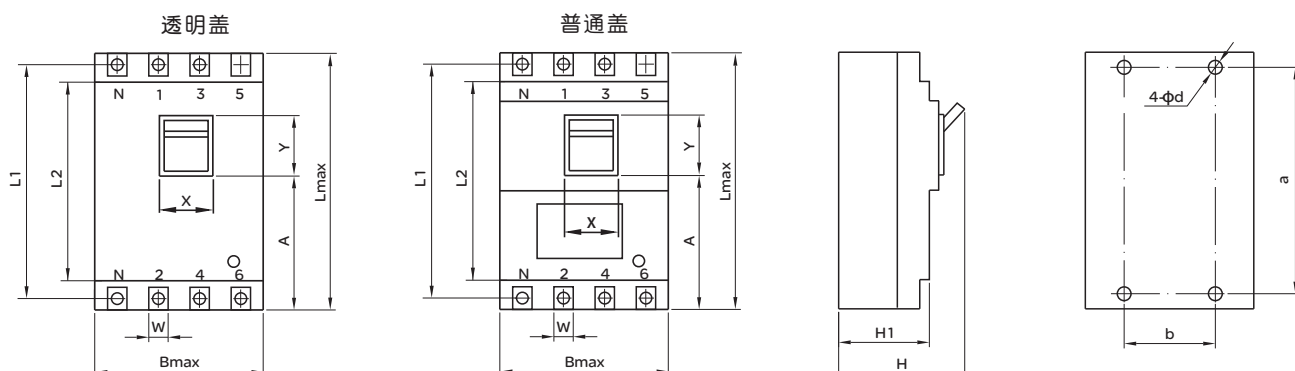 透明盖
N 1 3 5
L1
L2
Y
X
A
Lmax
N 2 4 6
W
Bmax
普通盖
N 1 3 5
L1
L2
Y
X
A
Lmax
N 2 4 6
W
Bmax
H1
H
4-ϕd
a
b